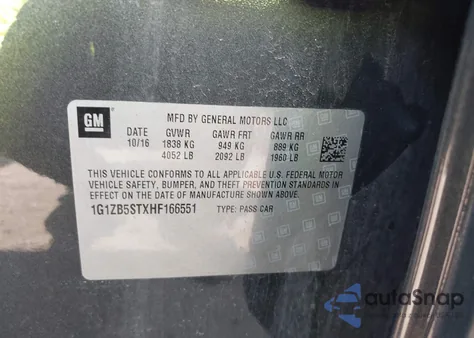 GM
MFD BY GENERAL MOTORS LLC
DATE GVWR GAWR FRT GAWR RR
10/16 1838 KG 949 KG 889 KG
4052 LB 2092 LB 1960 LB
THIS VEHICLE CONFORMS TO ALL APPLICABLE U.S. FEDERAL MOTOR
VEHICLE SAFETY, BUMPER, AND THEFT PREVENTION STANDARDS
IN EFFECT ON THE DATE OF MANUFACTURE SHOWN ABOVE.
1G1ZB5STXHF166551 TYPE: PASS CAR
autoSnap